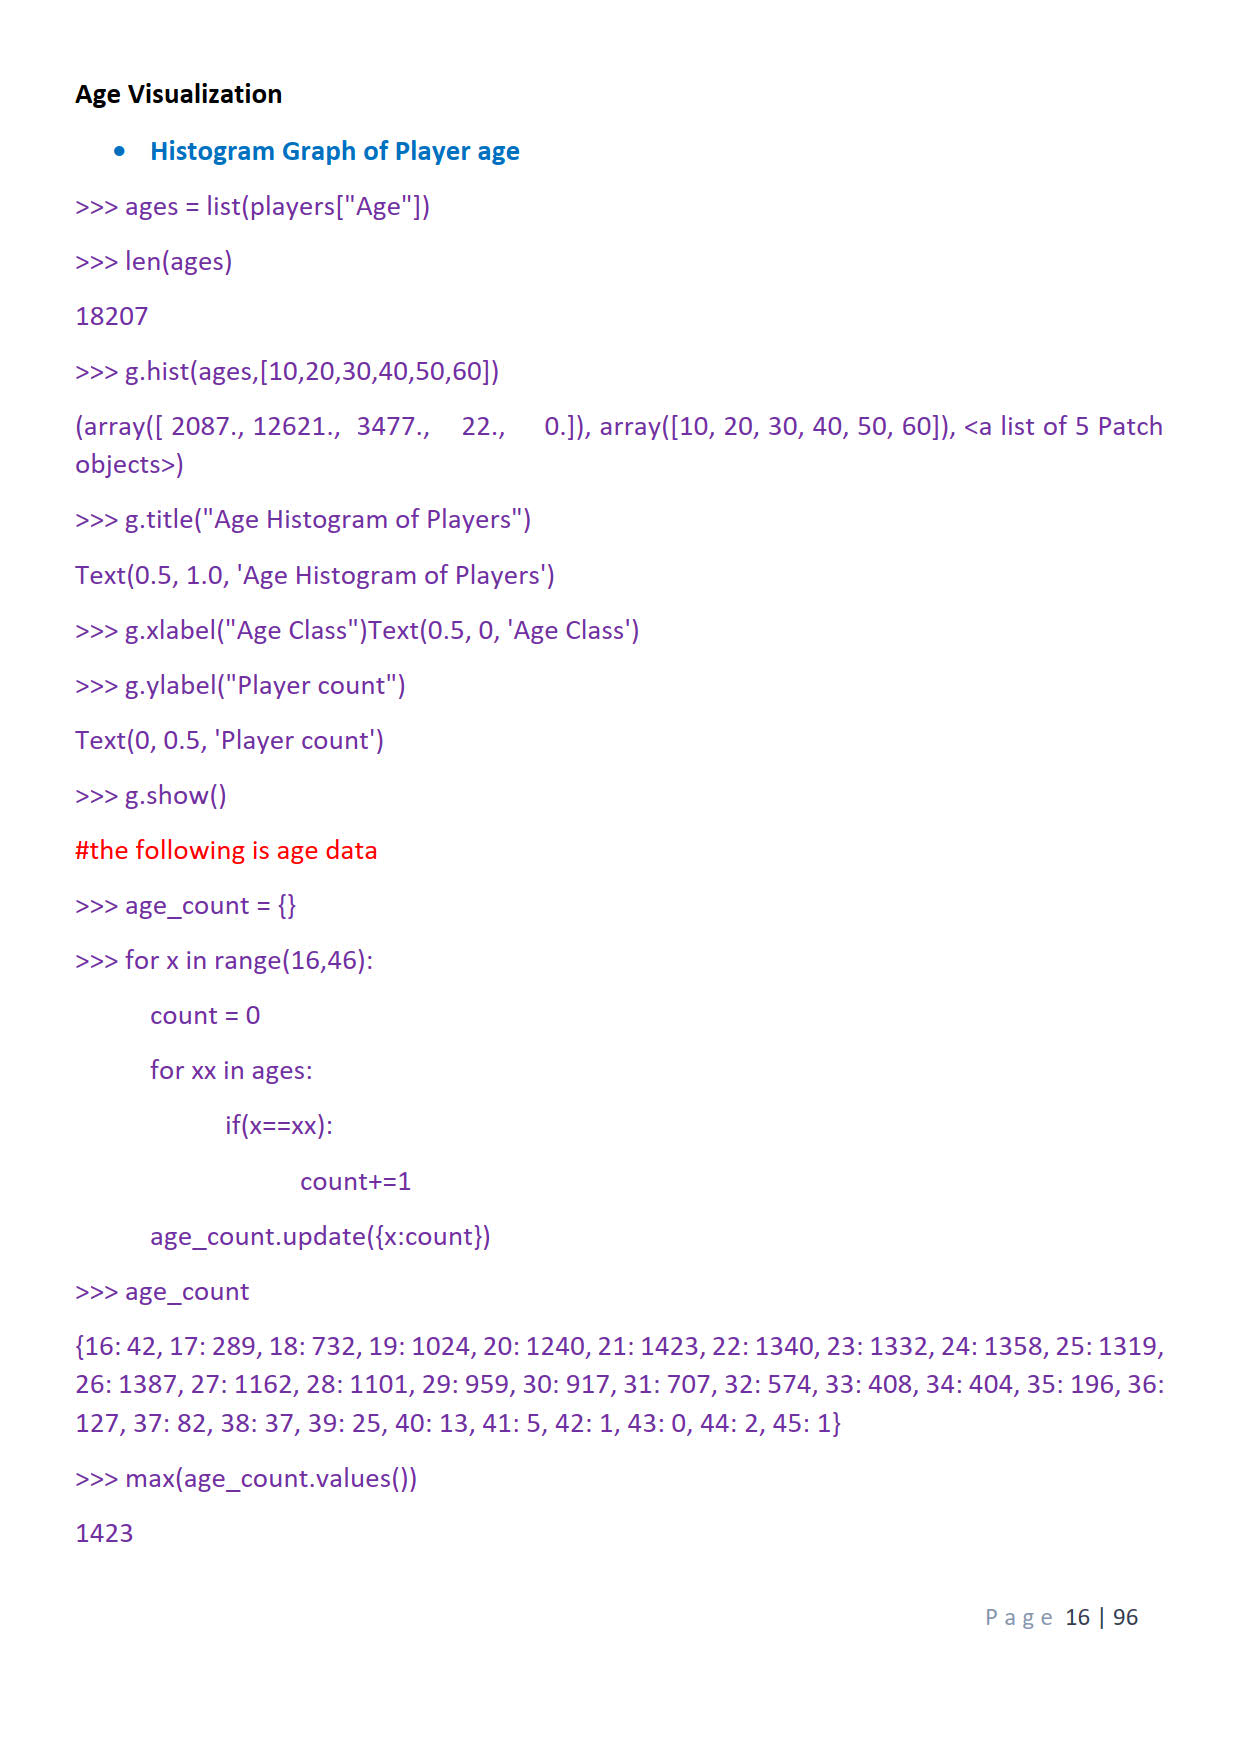 Age Visualization
• Histogram Graph of Player age
>>> ages = list(players["Age"])
>>> len(ages)
18207
>>> g.hist(ages,[10,20,30,40,50,60])
(array([ 2087., 12621., 3477., 22., 0.]), array([10, 20, 30, 40, 50, 60]), <a list of 5 Patch
objects>)
>>> g.title("Age Histogram of Players")
Text(0.5, 1.0, 'Age Histogram of Players')
>>> g.xlabel("Age Class")Text(0.5, 0, 'Age Class')
>>> g.ylabel("Player count")
Text(0, 0.5, 'Player count')
>>> g.show()
#the following is age data
>>> age_count = {}
>>> for x in range(16,46):
count = 0
for xx in ages:
if(x==xx):
count+=1
age_count.update({x:count})
>>> age_count
{16: 42, 17: 289, 18: 732, 19: 1024, 20: 1240, 21: 1423, 22: 1340, 23: 1332, 24: 1358, 25: 1319,
26: 1387, 27: 1162, 28: 1101, 29: 959, 30: 917, 31: 707, 32: 574, 33: 408, 34: 404, 35: 196, 36:
127, 37: 82, 38: 37, 39: 25, 40: 13, 41: 5, 42: 1, 43: 0, 44: 2, 45: 1}
>>> max(age_count.values())
1423
Page 16 | 96